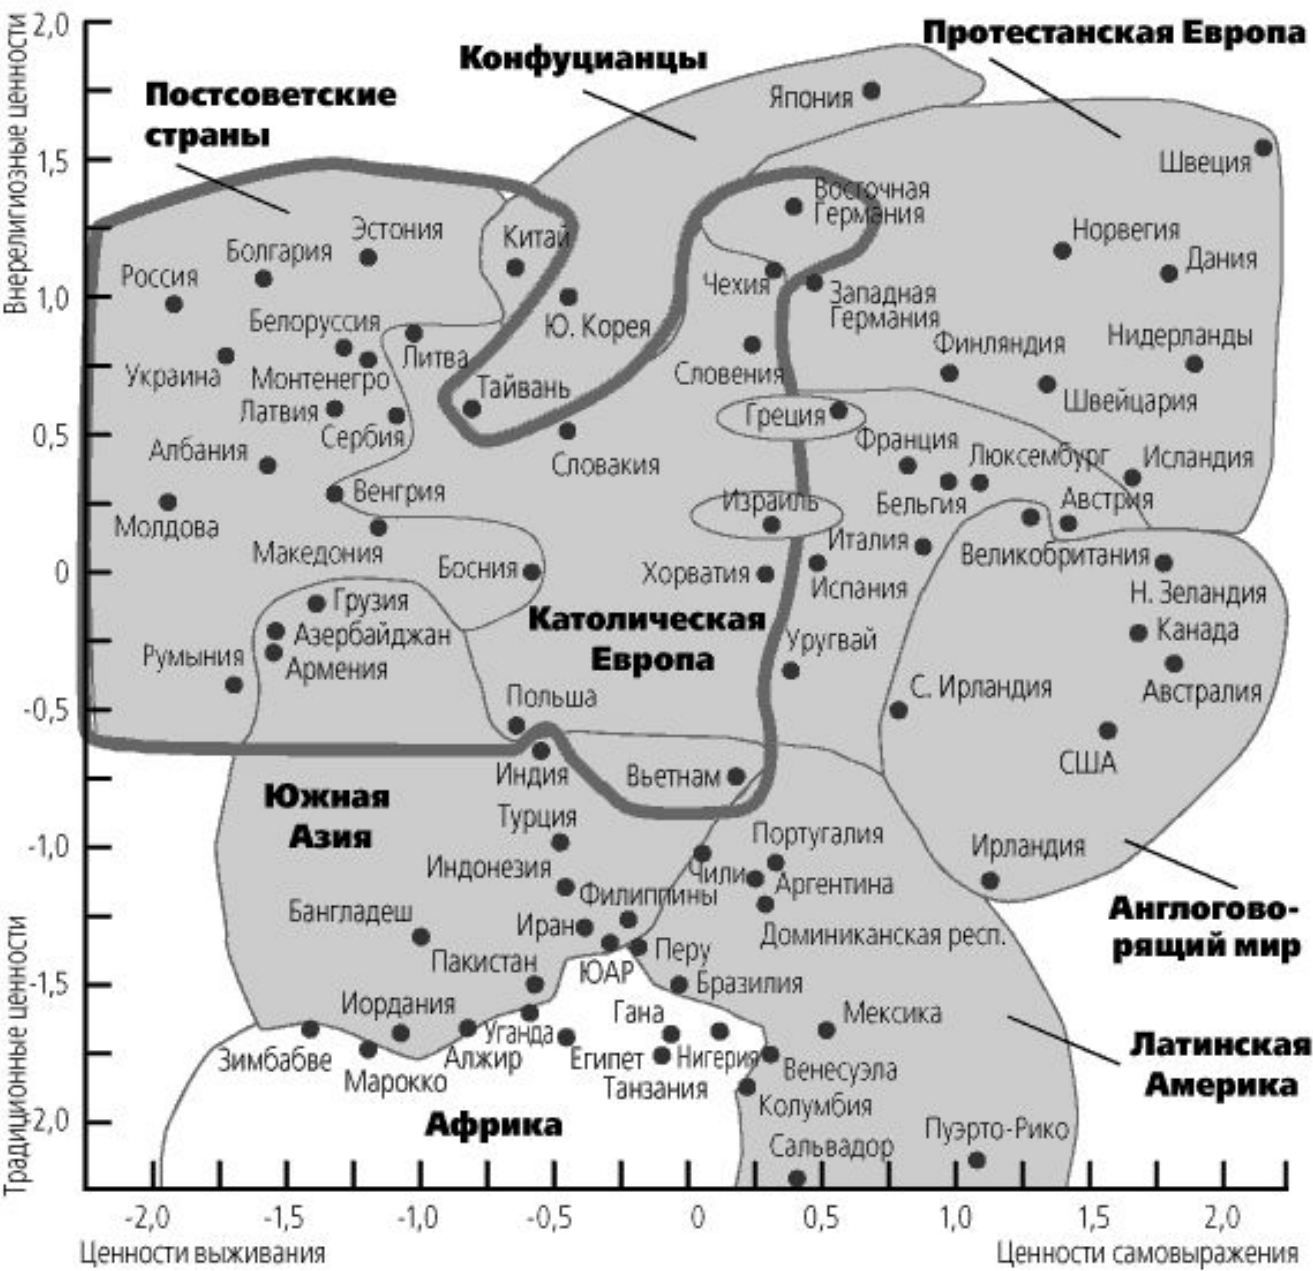 2,0
Внерелигиозные ценности
Протестанская Европа
Конфуцианцы
Постсоветские
страны
Япония
1,5
Швеция
Восточная
Германия
Эстония
Китай
Норвегия
Болгария
Дания
Россия
Чехия
Западная
Германия
1,0
Белоруссия
Ю. Корея
Финляндия
Нидерланды
Литва
Украина
Монтенегро
Словения
Тайвань
Швейцария
Латвия
Сербия
Греция
0,5
Албания
Словакия
Франция
Люксембург
Исландия
Венгрия
Израиль
Бельгия
Австрия
Молдова
Македония
Италия
Великобритания
0
Босния
Хорватия
Испания
Н. Зеландия
Грузия
Католическая
Европа
Азербайджан
Уругвай
Канада
Румыния
Армения
Австралия
С. Ирландия
-0,5
Польша
США
Индия
Вьетнам
Южная
Азия
Турция
Португалия
-1,0
Ирландия
Индонезия
Чили
Аргентина
Филиппины
Англогово-
рящий мир
Бангладеш
Иран
Доминиканская респ.
Пакистан
ЮАР
Перу
-1,5
Бразилия
Иордания
Гана
Мексика
Уганда
Зимбабве
Алжир
Египет
Нигерия
Латинская
Америка
Марокко
Венесуэла
Танзания
Колумбия
Африка
-2,0
Пуэрто-Рико
Сальвадор
Традиционные ценности
-2,0 -1,5 -1,0 -0,5 0 0,5 1,0 1,5 2,0
Ценности выживания
Ценности самовыражения